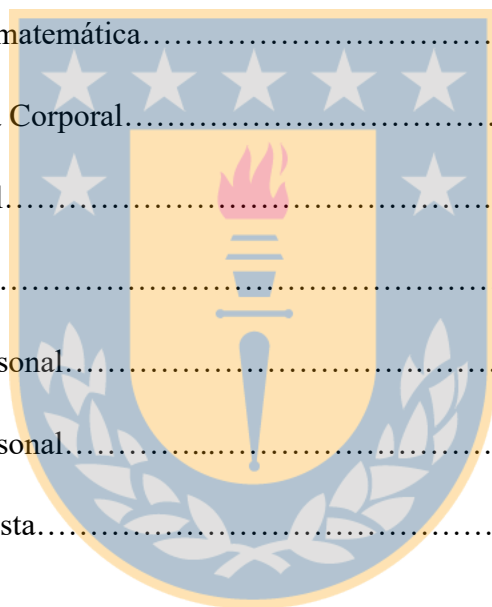 matemática……………………………………
a Corporal……………………………………
l……………………………………………………
……………………………………………………
sonal………………………………………………
sonal……………...………………………………
sta…………………………………………………